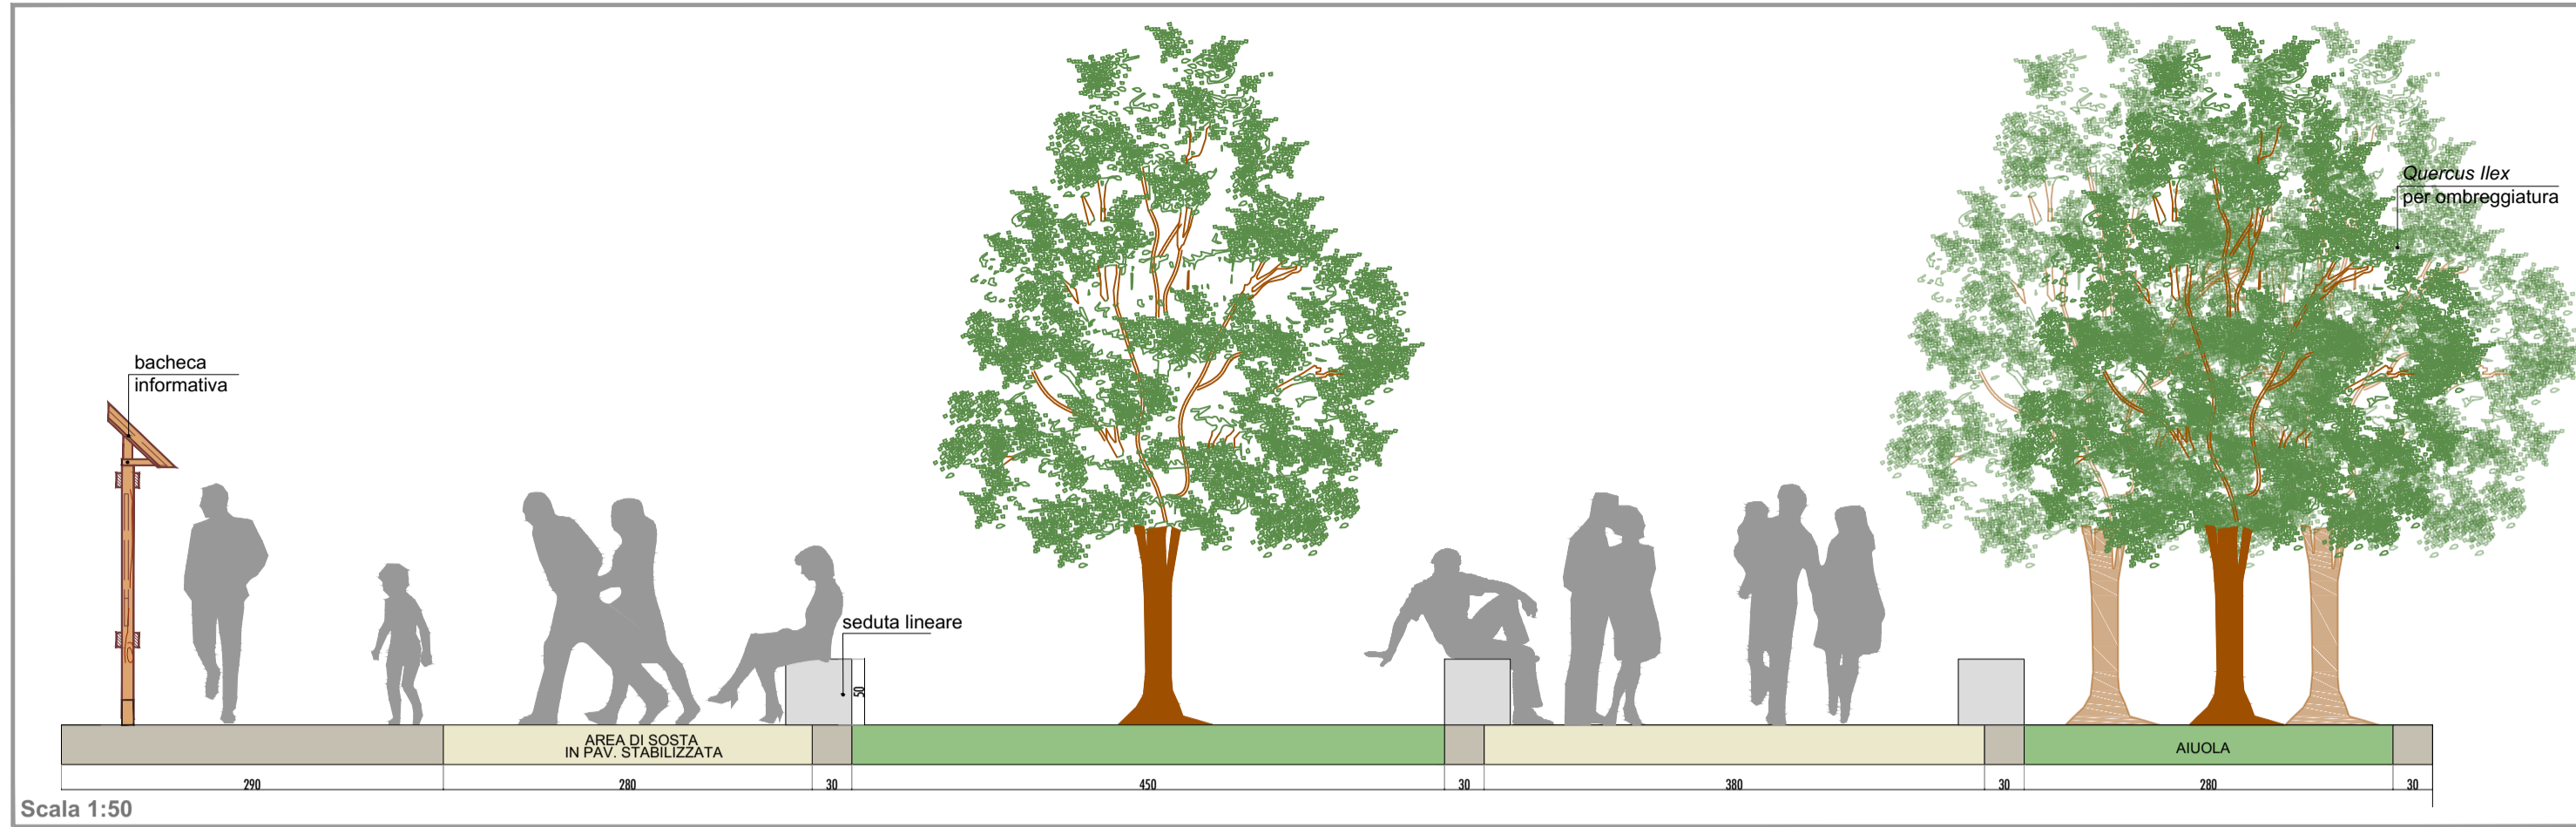 Quercus Ilex
per ombreggiatura
bacheca
informativa
seduta lineare
50
AREA DI SOSTA
IN PAV. STABILIZZATA
AIUOLA
290 280 30 450 30 380 30 280 30
Scala 1:50